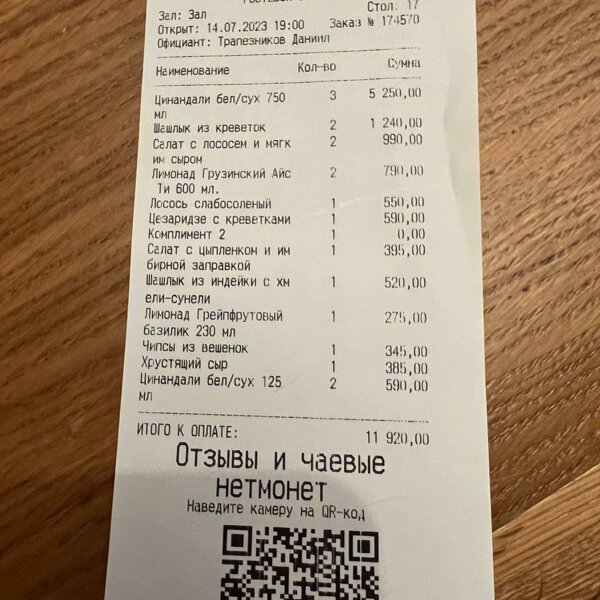 Зал: Зал Стол: 17
Открыт: 14.07.2023 19:00 Заказ № 174570
Официант: Трапезников Даниил
Наименование Кол-во Сумма
Цинандали бел/сух 750 3 5 250,00
мл
Шашлык из креветок 2 1 240,00
Салат с лососем и мягк 2 990,00
им сыром
Лимонад Грузинский Айс 2 790,00
Ти 600 мл.
Лосось слабосоленый 1 550,00
Цезаридзе с креветками 1 590,00
Комплимент 2 1 0,00
Салат с цыпленком и им 1 395,00
бирной заправкой
Шашлык из индейки с хм 1 520,00
ели-сунели
Лимонад Грейпфрутовый 1 275,00
базилик 230 мл
Чипсы из вешенок 1 345,00
Хрустящий сыр 1 385,00
Цинандали бел/сух 125 2 590,00
мл
ИТОГО К ОПЛАТЕ: 11 920,00
Отзывы и чаевые
нетмонет
Наведите камеру на QR-код